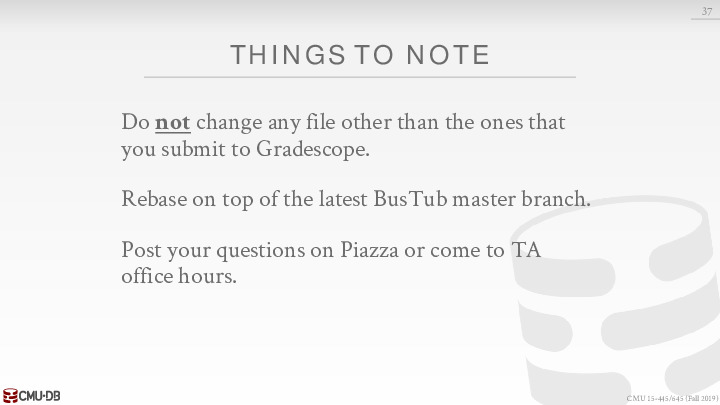 37
THINGS TO NOTE
Do not change any file other than the ones that
you submit to Gradescope.
Rebase on top of the latest BusTub master branch.
Post your questions on Piazza or come to TA
office hours.
CMU·DB
CMU 15-445/645 (Fall 2019)